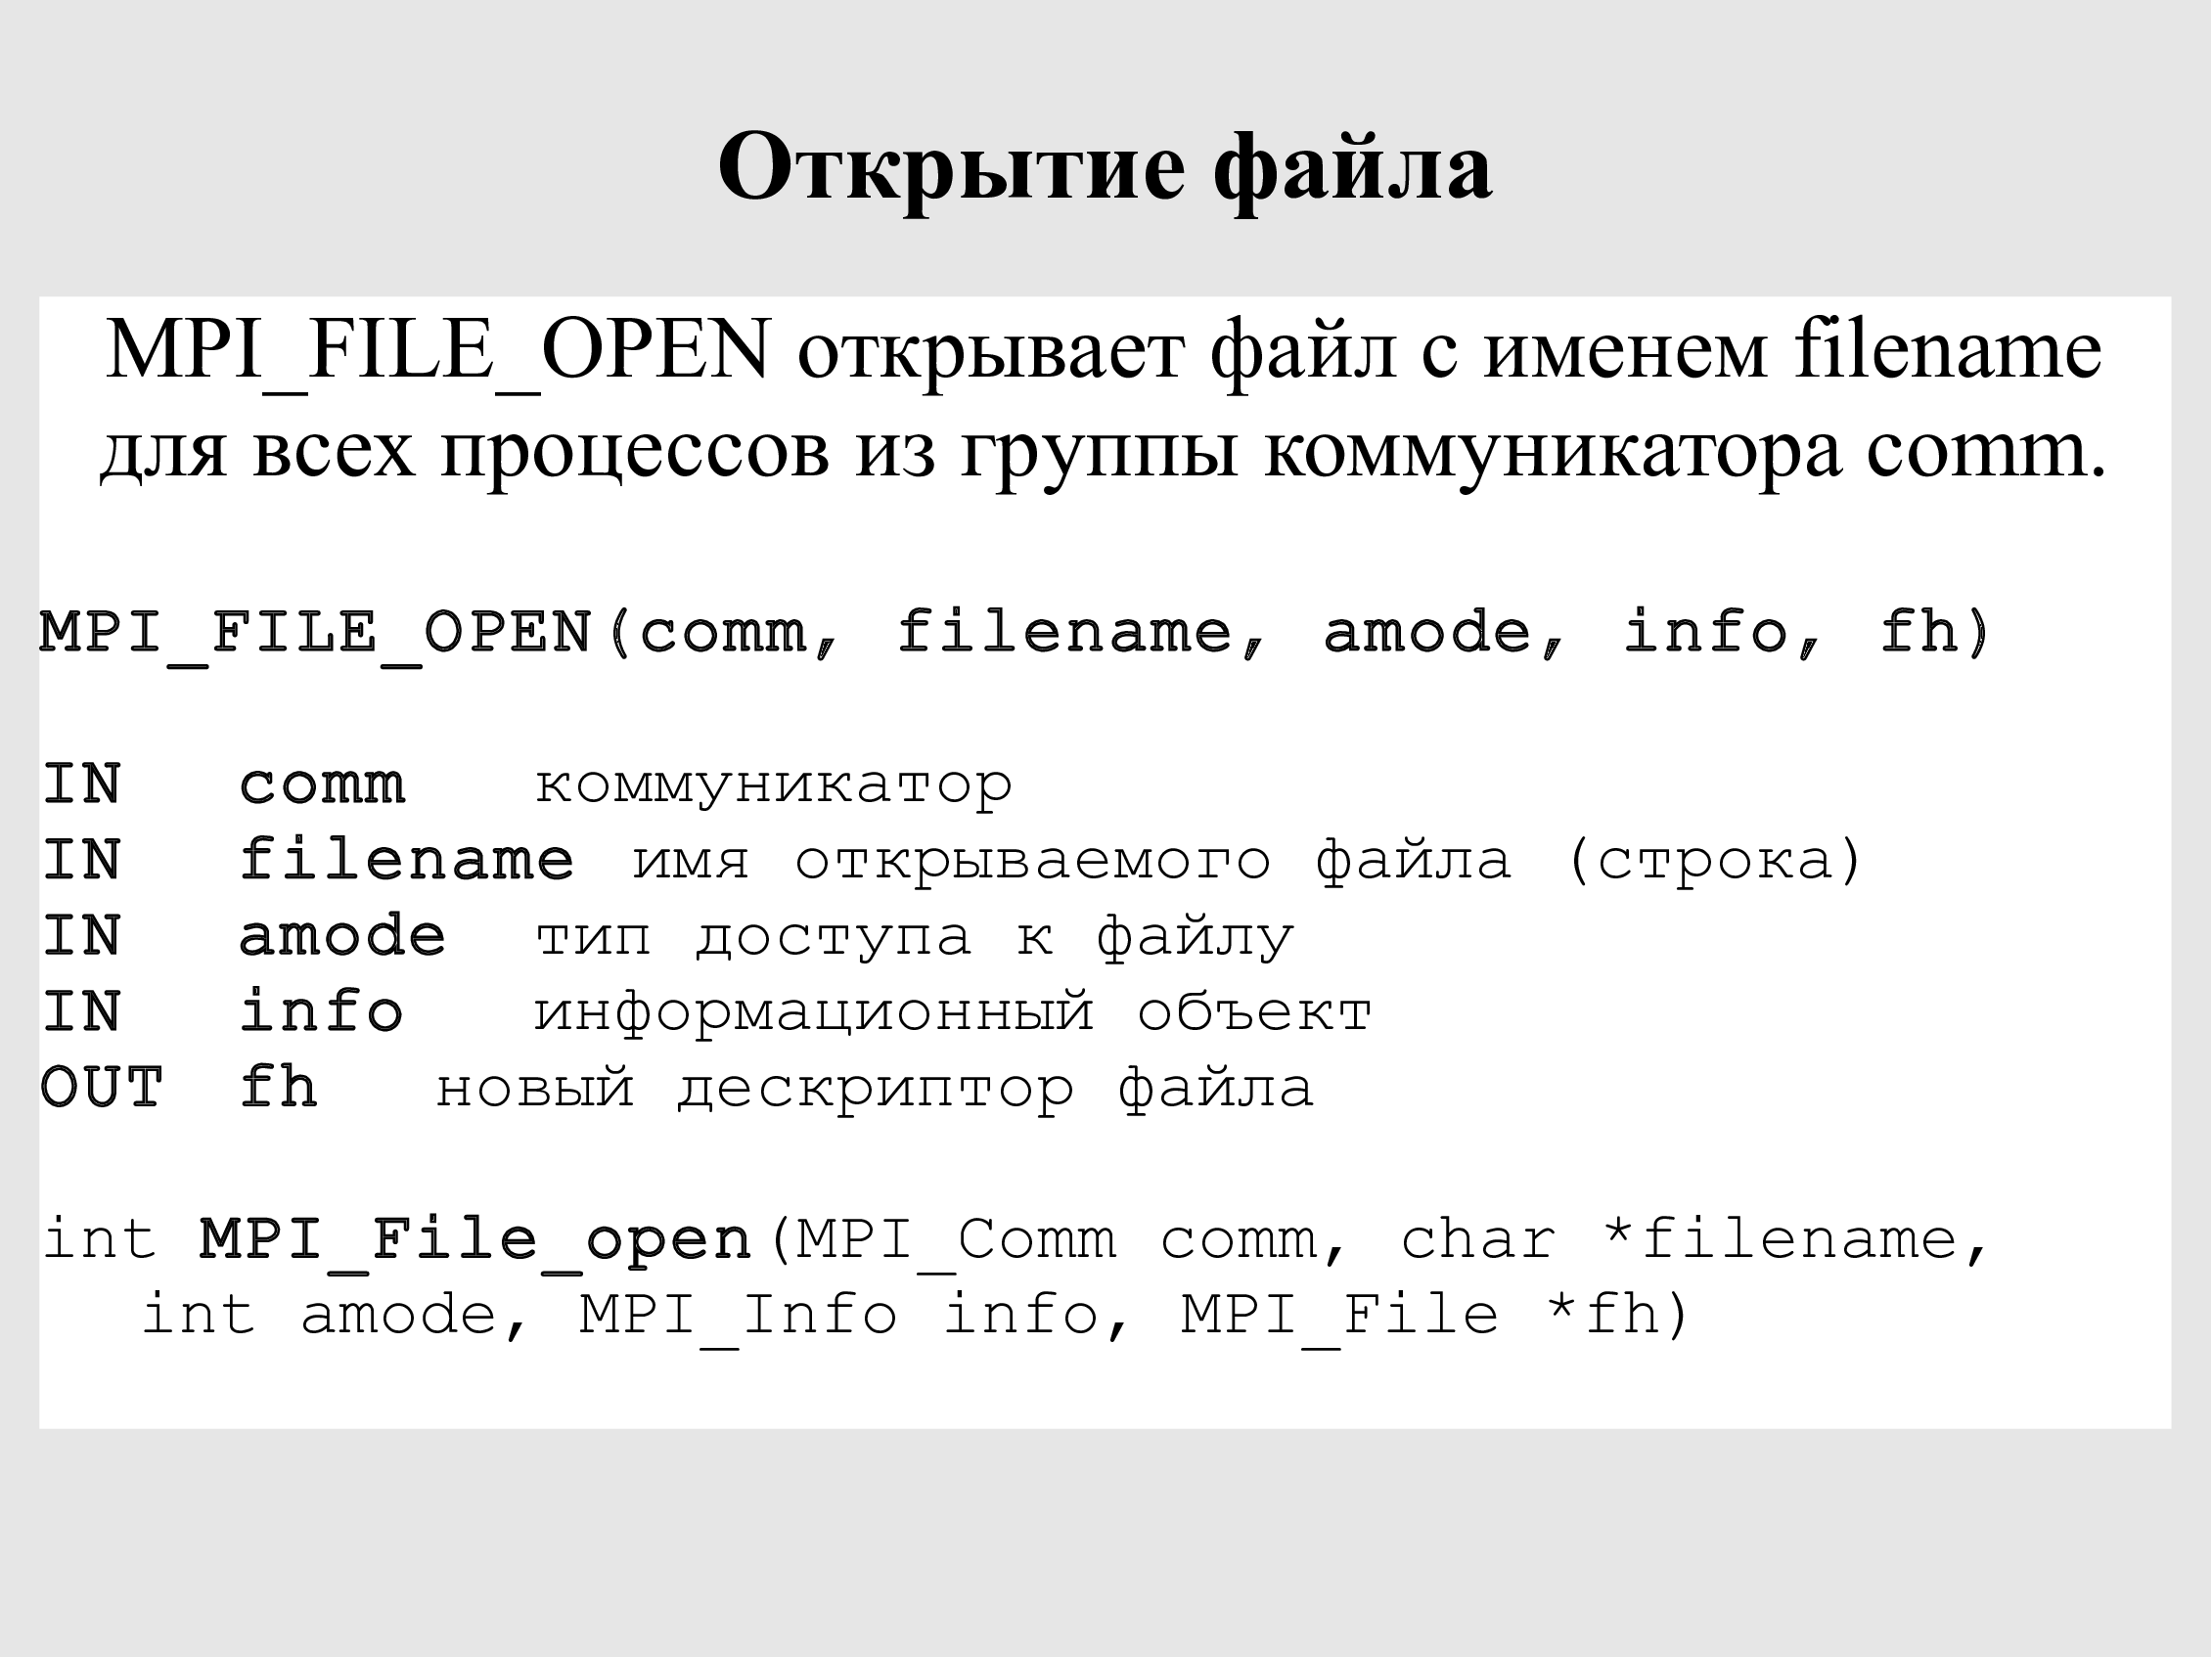 Открытие файла
MPI_FILE_OPEN открывает файл с именем filename
для всех процессов из группы коммуникатора comm.
MPI_FILE_OPEN(comm, filename, amode, info, fh)
IN comm коммуникатор
IN filename имя открываемого файла (строка)
IN amode тип доступа к файлу
IN info информационный объект
OUT fh новый дескриптор файла
int MPI_File_open(MPI_Comm comm, char *filename,
int amode, MPI_Info info, MPI_File *fh)